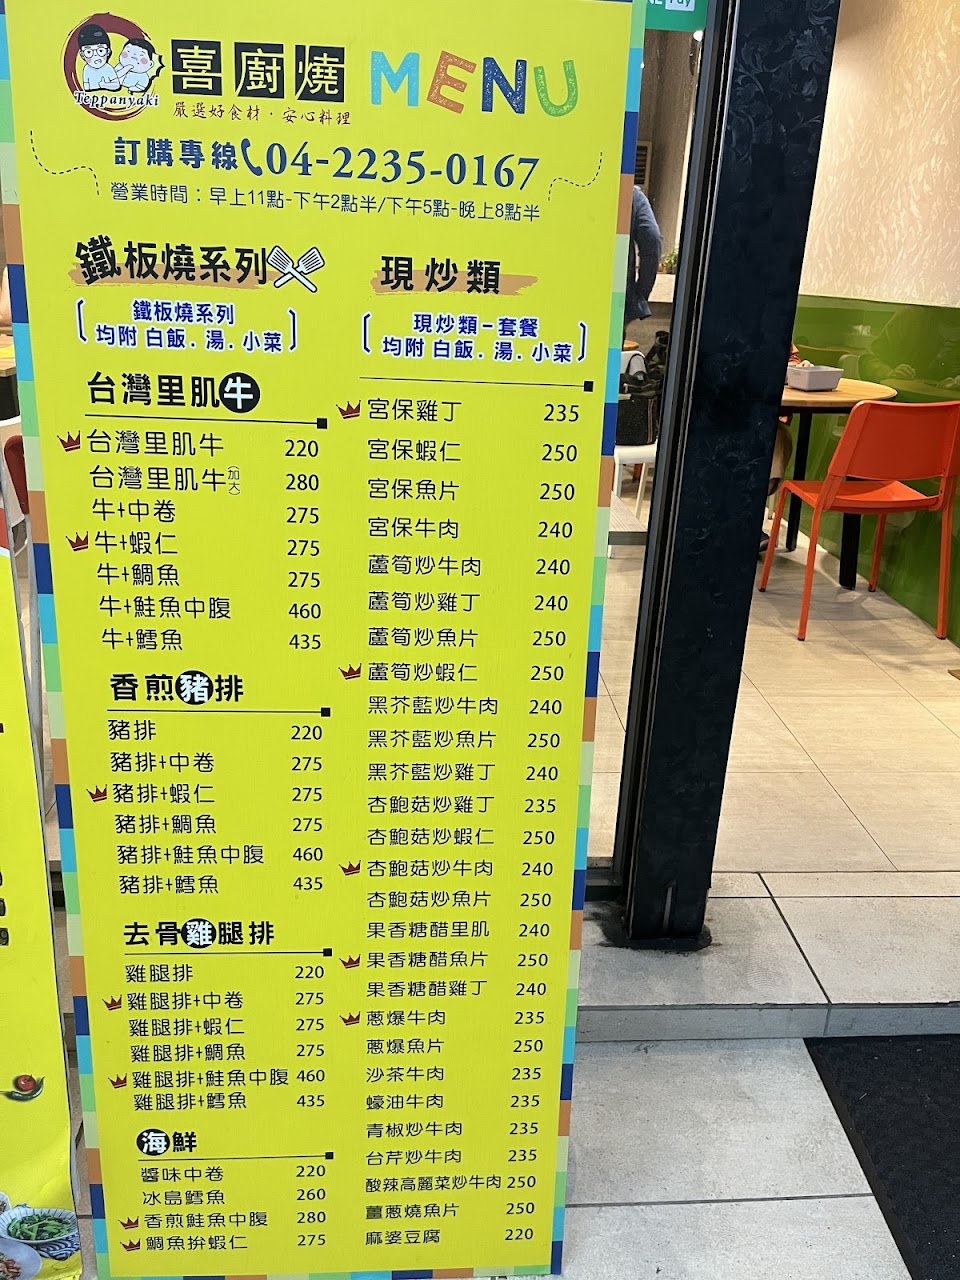 Pay
Teppanyaki
喜廚燒 MENU
嚴選好食材・安心料理
訂購專線 04-2235-0167
營業時間：早上11點-下午2點半/下午5點-晚上8點半
鐵板燒系列
鐵板燒系列
均附 白飯.湯.小菜
台灣里肌牛
台灣里肌牛 220
台灣里肌牛(加大) 280
牛+中卷 275
牛+蝦仁 275
牛+鯛魚 275
牛+鮭魚中腹 460
牛+鱈魚 435
香煎豬排
豬排 220
豬排+中卷 275
豬排+蝦仁 275
豬排+鯛魚 275
豬排+鮭魚中腹 460
豬排+鱈魚 435
去骨雞腿排
雞腿排 220
雞腿排+中卷 275
雞腿排+蝦仁 275
雞腿排+鯛魚 275
雞腿排+鮭魚中腹 460
雞腿排+鱈魚 435
海鮮
醬味中卷 220
冰島鱈魚 260
香煎鮭魚中腹 280
鯛魚拚蝦仁 275
現炒類
現炒類-套餐
均附 白飯.湯.小菜
宮保雞丁 235
宮保蝦仁 250
宮保魚片 250
宮保牛肉 240
蘆筍炒牛肉 240
蘆筍炒雞丁 240
蘆筍炒魚片 250
蘆筍炒蝦仁 250
黑芥藍炒牛肉 240
黑芥藍炒魚片 250
黑芥藍炒雞丁 240
杏鮑菇炒雞丁 235
杏鮑菇炒蝦仁 250
杏鮑菇炒牛肉 240
杏鮑菇炒魚片 250
果香糖醋里肌 240
果香糖醋魚片 250
果香糖醋雞丁 240
蔥爆牛肉 235
蔥爆魚片 250
沙茶牛肉 235
蠔油牛肉 235
青椒炒牛肉 235
台芹炒牛肉 235
酸辣高麗菜炒牛肉 250
薑蔥燒魚片 250
麻婆豆腐 220